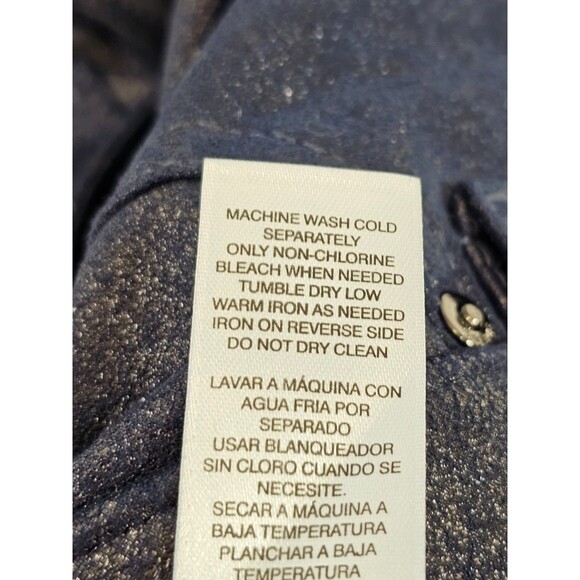 MACHINE WASH COLD
SEPARATELY
ONLY NON-CHLORINE
BLEACH WHEN NEEDED
TUMBLE DRY LOW
WARM IRON AS NEEDED
IRON ON REVERSE SIDE
DO NOT DRY CLEAN
LAVAR A MÁQUINA CON
AGUA FRIA POR
SEPARADO
USAR BLANQUEADOR
SIN CLORO CUANDO SE
NECESITE.
SECAR A MÁQUINA A
BAJA TEMPERATURA
PLANCHAR A BAJA
TEMPERATURA